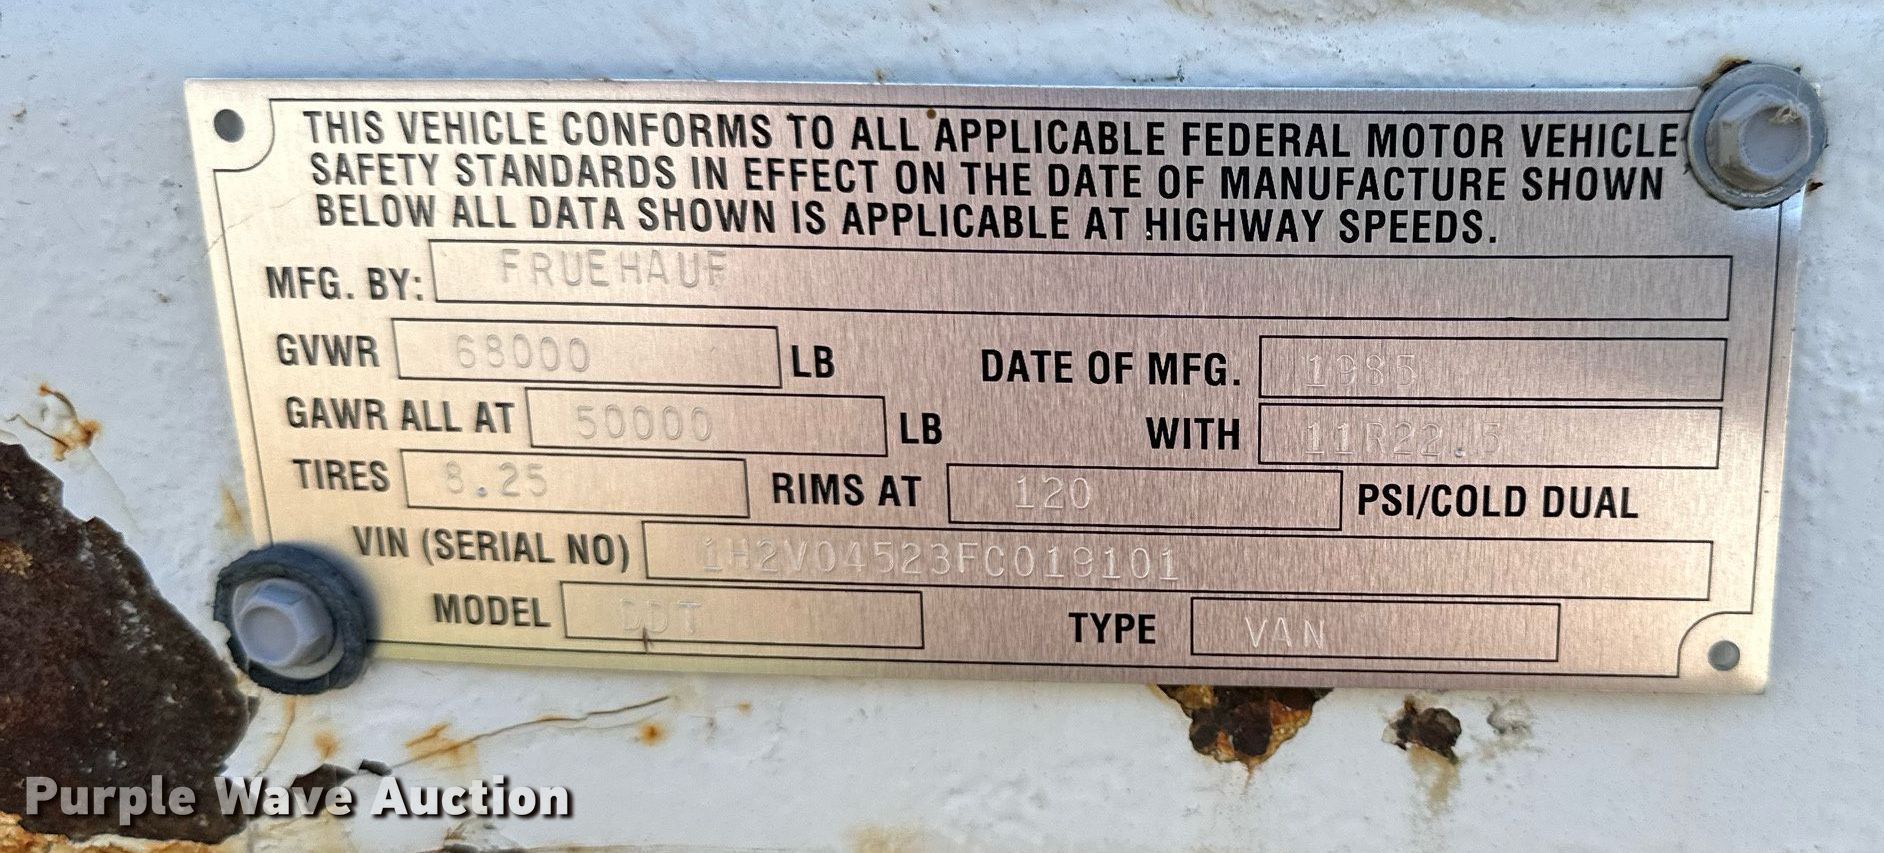 THIS VEHICLE CONFORMS TO ALL APPLICABLE FEDERAL MOTOR VEHICLE
SAFETY STANDARDS IN EFFECT ON THE DATE OF MANUFACTURE SHOWN
BELOW ALL DATA SHOWN IS APPLICABLE AT HIGHWAY SPEEDS.
MFG. BY: FRUEHAUF
GVWR 68000 LB DATE OF MFG. 1985
GAWR ALL AT 50000 LB WITH 11R22.5
TIRES 8.25 RIMS AT 120 PSI/COLD DUAL
VIN (SERIAL NO) 1H2V04523FC019101
MODEL DDT TYPE VAN
Purple Wave Auction